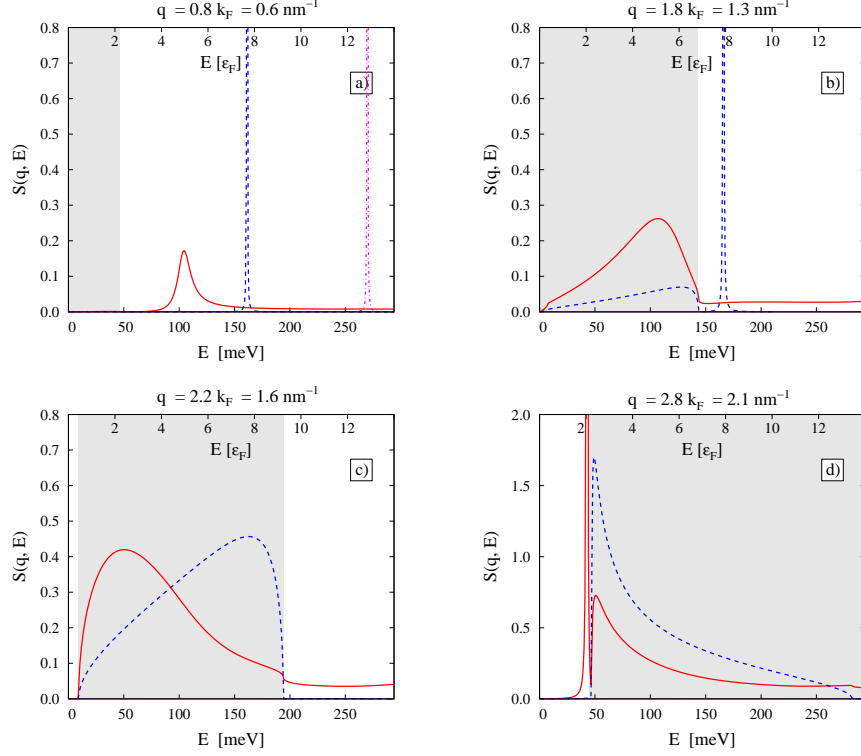 q = 0.8 k_F = 0.6 nm⁻¹
2 4 6 8 10 12
E [ε_F]
a)
S(q, E)
0.8
0.7
0.6
0.5
0.4
0.3
0.2
0.1
0.0
0 50 100 150 200 250
E [meV]
q = 1.8 k_F = 1.3 nm⁻¹
2 4 6 8 10 12
E [ε_F]
b)
S(q, E)
0.8
0.7
0.6
0.5
0.4
0.3
0.2
0.1
0.0
0 50 100 150 200 250
E [meV]
q = 2.2 k_F = 1.6 nm⁻¹
2 4 6 8 10 12
E [ε_F]
c)
S(q, E)
0.8
0.7
0.6
0.5
0.4
0.3
0.2
0.1
0.0
0 50 100 150 200 250
E [meV]
q = 2.8 k_F = 2.1 nm⁻¹
2 4 6 8 10 12
E [ε_F]
d)
S(q, E)
2.0
1.5
1.0
0.5
0.0
0 50 100 150 200 250
E [meV]